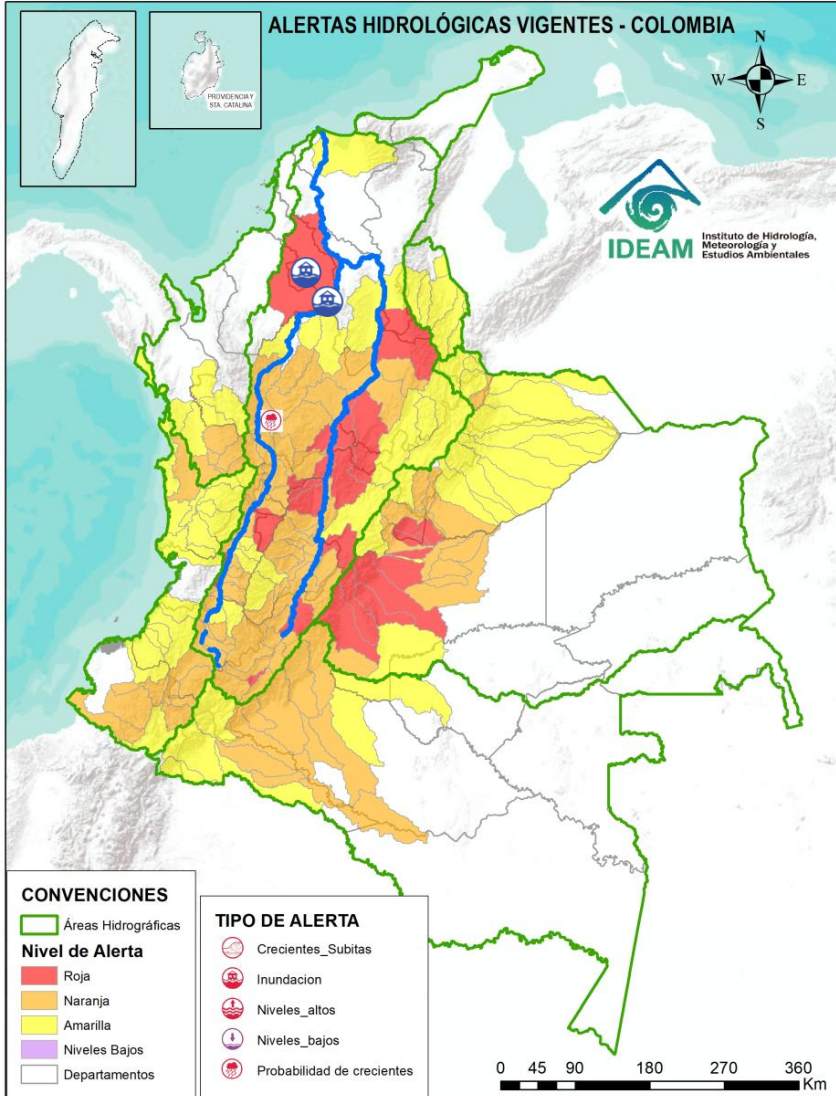 ALERTAS HIDROLÓGICAS VIGENTES - COLOMBIA
PROVIDENCIA Y
STA. CATALINA
N
W
E
S
IDEAM
Instituto de Hidrología,
Meteorología y
Estudios Ambientales
CONVENCIONES
Áreas Hidrográficas
Nivel de Alerta
Roja
Naranja
Amarilla
Niveles Bajos
Departamentos
TIPO DE ALERTA
Crecientes_Subitas
Inundacion
Niveles_altos
Niveles_bajos
Probabilidad de crecientes
0 45 90 180 270 360
Km